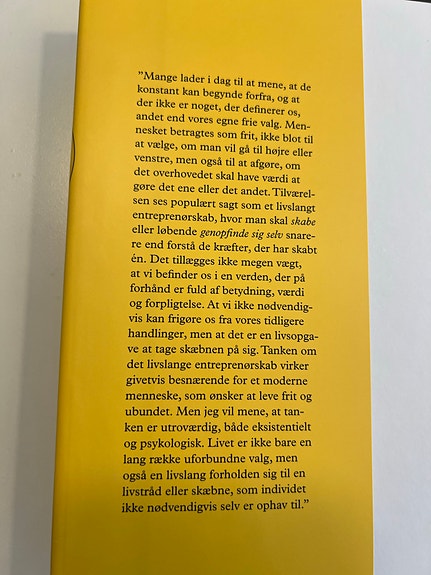 ”Mange lader i dag til at mene, at de
konstant kan begynde forfra, og at
der ikke er noget, der definerer os,
andet end vores egne frie valg. Men-
nesket betragtes som frit, ikke blot til
at vælge, om man vil gå til højre eller
venstre, men også til at afgøre, om
det overhovedet skal have værdi at
gøre det ene eller det andet. Tilværel-
sen ses populært sagt som et livslangt
entreprenørskab, hvor man skal skabe
eller løbende genopfinde sig selv snare-
re end forstå de kræfter, der har skabt
én. Det tillægges ikke megen vægt,
at vi befinder os i en verden, der på
forhånd er fuld af betydning, værdi
og forpligtelse. At vi ikke nødvendig-
vis kan frigøre os fra vores tidligere
handlinger, men at det er en livsopga-
ve at tage skæbnen på sig. Tanken om
det livslange entreprenørskab virker
givetvis besnærende for et moderne
menneske, som ønsker at leve frit og
ubundet. Men jeg vil mene, at tan-
ken er utroværdig, både eksistentielt
og psykologisk. Livet er ikke bare en
lang række uforbundne valg, men
også en livslang forholden sig til en
livstråd eller skæbne, som individet
ikke nødvendigvis selv er ophav til.”